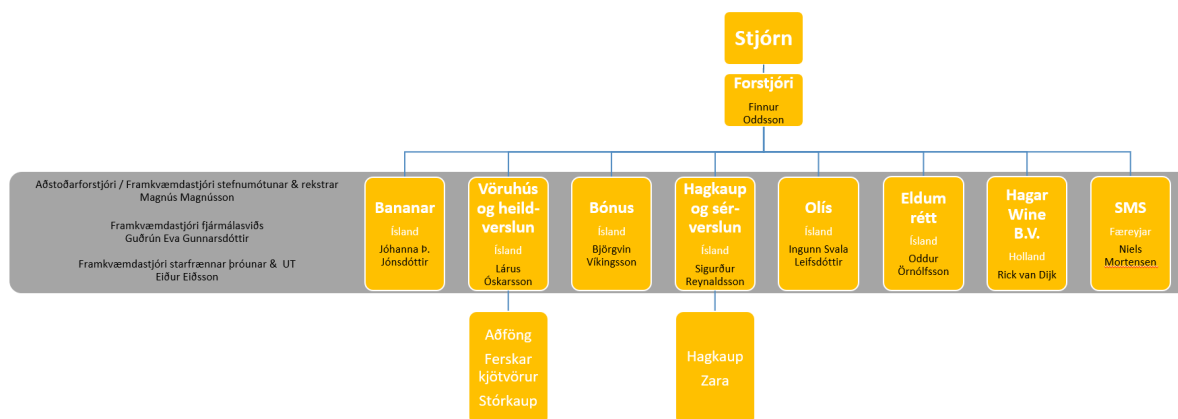 Stjórn
Forstjóri
Finnur
Oddsson
Aðstoðarforstjóri / Framkvæmdastjóri stefnumótunar & rekstrar
Magnús Magnússon
Framkvæmdastjóri fjármálasviðs
Guðrún Eva Gunnarsdóttir
Framkvæmdastjóri starfrænnar þróunar & UT
Eiður Eiðsson
Bananar
Ísland
Jóhanna Þ.
Jónsdóttir
Vöruhús
og heild-
verslun
Ísland
Lárus
Óskarsson
Bónus
Ísland
Björgvin
Víkingsson
Hagkaup
og sér-
verslun
Ísland
Sigurður
Reynaldsson
Olís
Ísland
Ingunn Svala
Leifsdóttir
Eldum
rétt
Ísland
Oddur
Örnólfsson
Hagar
Wine
B.V.
Holland
Rick van Dijk
SMS
Færeyjar
Niels
Mortensen
Aðföng
Ferskar
kjötvörur
Stórkaup
Hagkaup
Zara